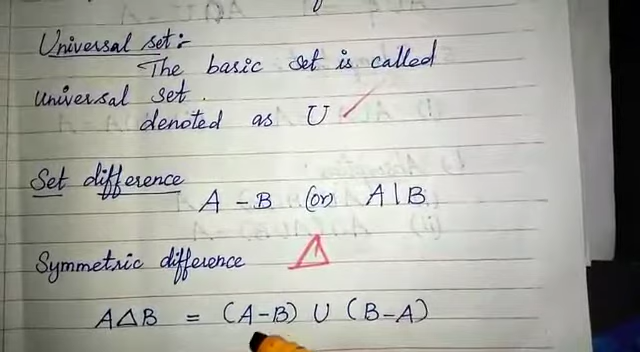 Universal set :-
The basic set is called
universal set.
denoted as U
Set difference
A - B (or) A | B
Symmetric difference Δ
A Δ B = (A-B) U (B-A)